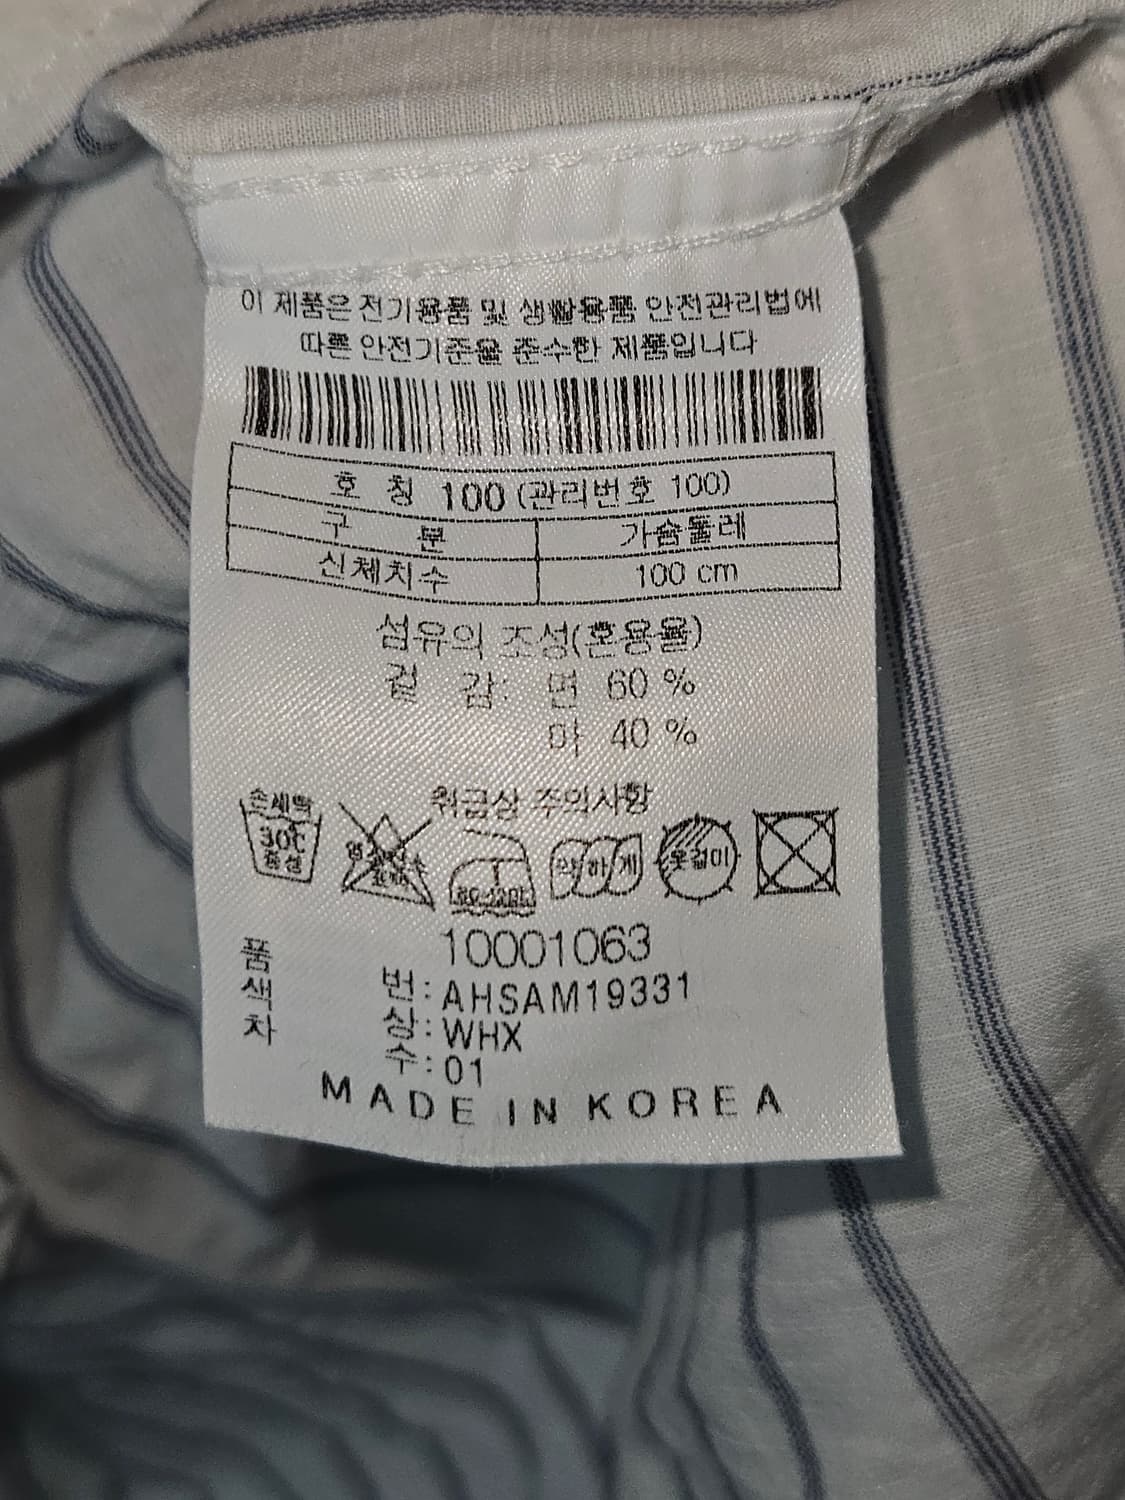 이 제품은 전기용품 및 생활용품 안전관리법에
따른 안전기준을 준수한 제품입니다
호 칭 100 (관리번호 100)
구 분 가슴둘레
신체치수 100 cm
섬유의 조성(혼용율)
겉 감: 면 60 %
마 40 %
취급상 주의사항
손세탁
30℃
중성
약하게
옷걸이
10001063
품 번: AHSAM19331
색 상: WHX
차 수: 01
MADE IN KOREA